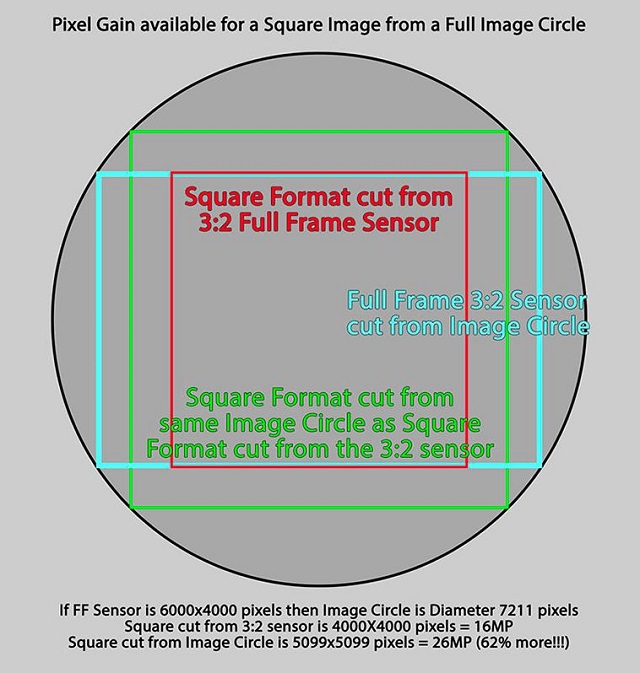 Pixel Gain available for a Square Image from a Full Image Circle
Square Format cut from
3:2 Full Frame Sensor
Full Frame 3:2 Sensor
cut from Image Circle
Square Format cut from
same Image Circle as Square
Format cut from the 3:2 sensor
If FF Sensor is 6000x4000 pixels then Image Circle is Diameter 7211 pixels
Square cut from 3:2 sensor is 4000X4000 pixels = 16MP
Square cut from Image Circle is 5099x5099 pixels = 26MP (62% more!!!)